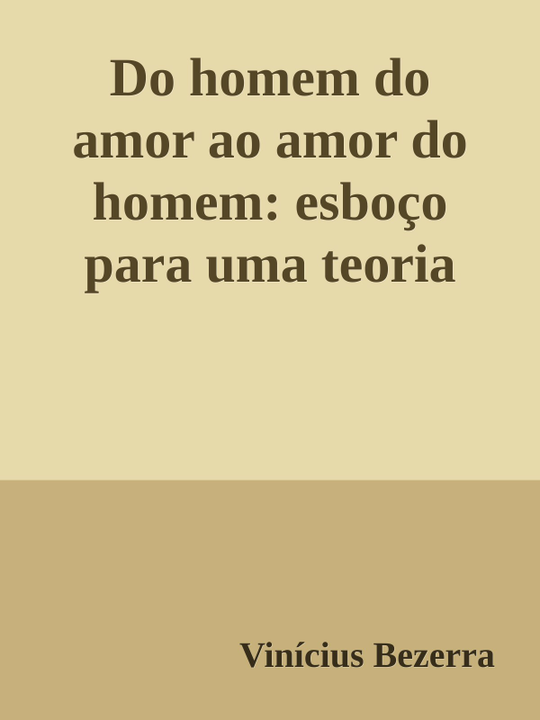 Do homem do
amor ao amor do
homem: esboço
para uma teoria
Vinícius Bezerra